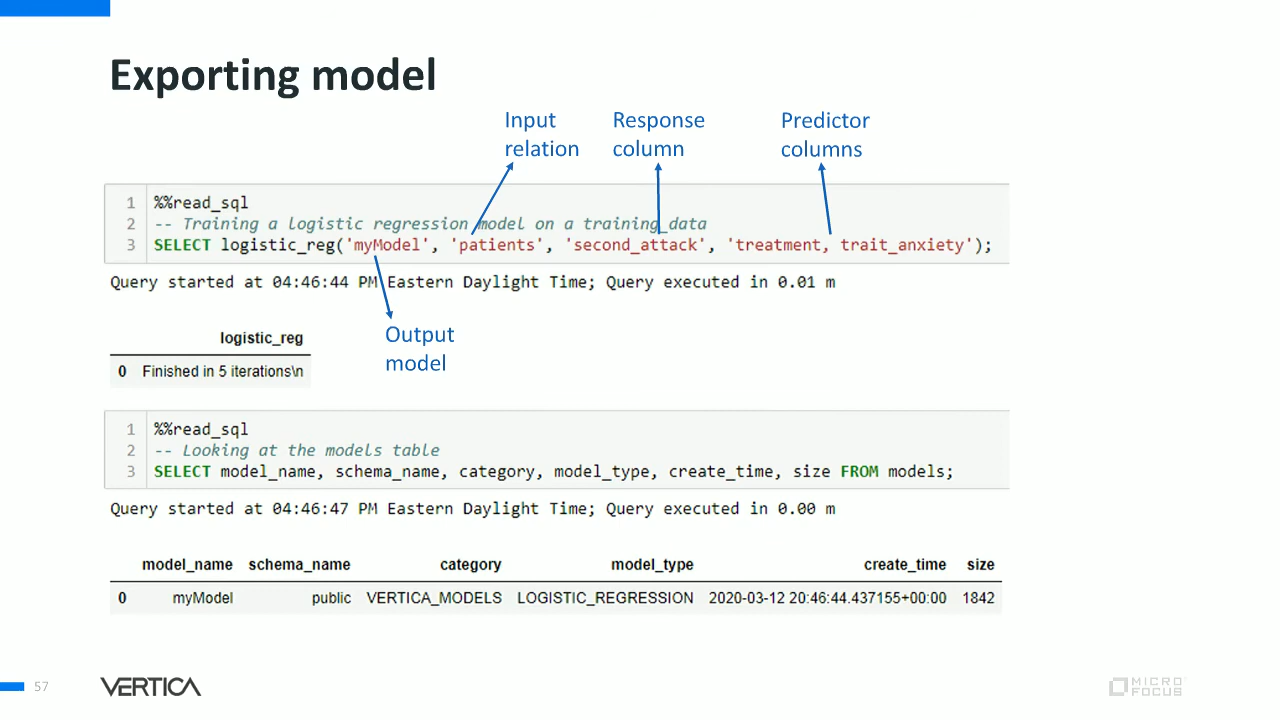 Exporting model
Input relation
Response column
Predictor columns
1 %%read_sql
2 -- Training a logistic regression model on a training_data
3 SELECT logistic_reg('myModel', 'patients', 'second_attack', 'treatment, trait_anxiety');
Query started at 04:46:44 PM Eastern Daylight Time; Query executed in 0.01 m
Output model
logistic_reg
0 Finished in 5 iterations\n
1 %%read_sql
2 -- Looking at the models table
3 SELECT model_name, schema_name, category, model_type, create_time, size FROM models;
Query started at 04:46:47 PM Eastern Daylight Time; Query executed in 0.00 m
model_name schema_name category model_type create_time size
0 myModel public VERTICA_MODELS LOGISTIC_REGRESSION 2020-03-12 20:46:44.437155+00:00 1842
57
VERTICA
MICRO
FOCUS